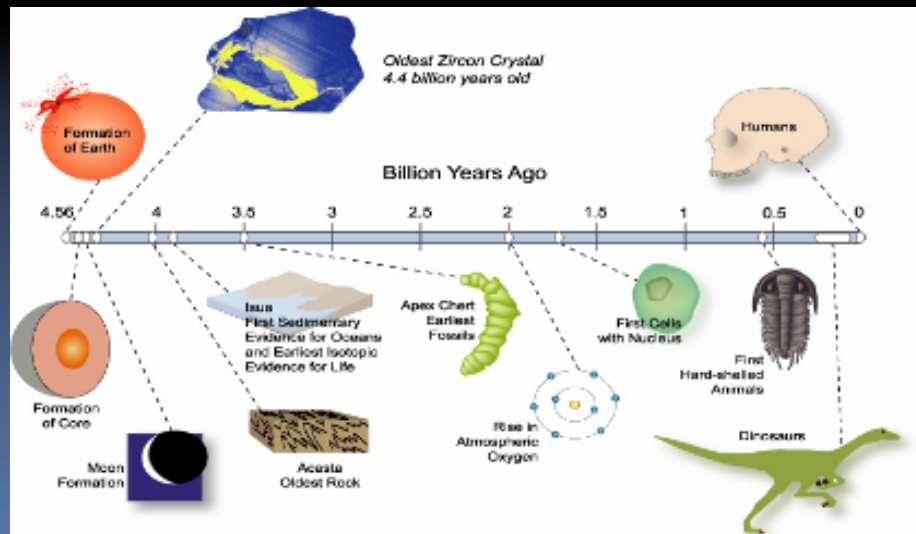 Oldest Zircon Crystal
4.4 billion years old
Formation
of Earth
Humans
Billion Years Ago
4.56
4
3.5
3
2.5
2
1.5
1
0.5
0
Isua
First Sedimentary
Evidence for Oceans
and Earliest Isotopic
Evidence for Life
Apex Chert
Earliest
Fossils
First Cells
with Nucleus
First
Hard-shelled
Animals
Formation
of Core
Rise in
Atmospheric
Oxygen
Dinosaurs
Moon
Formation
Acasta
Oldest Rock